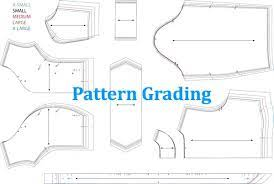 X SMALL
SMALL
MEDIUM
LARGE
X LARGE
Pattern Grading